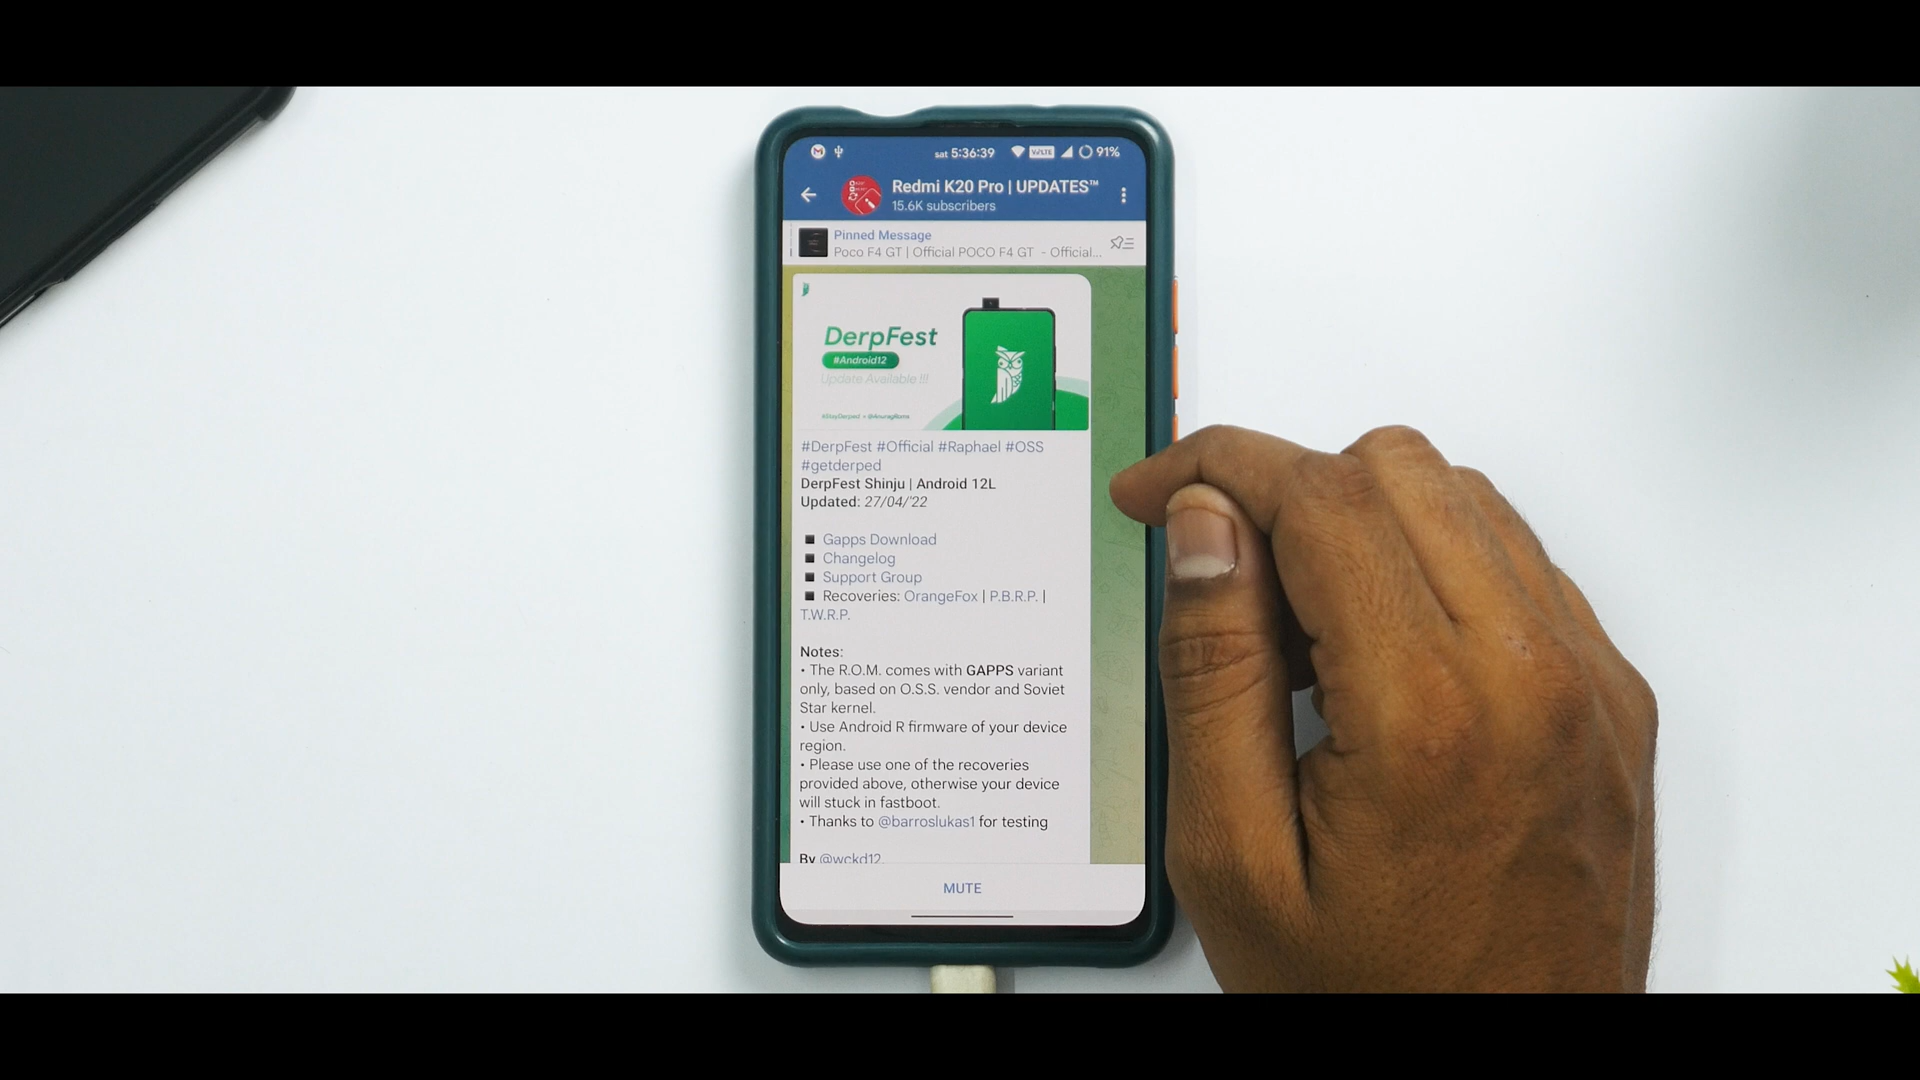 sat 5:36:39 VoLTE 91%
Redmi K20 Pro | UPDATES™
15.6K subscribers
Pinned Message
Poco F4 GT | Official POCO F4 GT - Official...
DerpFest
#Android12
Update Available !!!
#StayDerped × @AnuragRoms
#DerpFest #Official #Raphael #OSS
#getderped
DerpFest Shinju | Android 12L
Updated: 27/04/'22
Gapps Download
Changelog
Support Group
Recoveries: OrangeFox | P.B.R.P. |
T.W.R.P.
Notes:
• The R.O.M. comes with GAPPS variant
only, based on O.S.S. vendor and Soviet
Star kernel.
• Use Android R firmware of your device
region.
• Please use one of the recoveries
provided above, otherwise your device
will stuck in fastboot.
• Thanks to @barroslukas1 for testing
By @wckd12.
MUTE